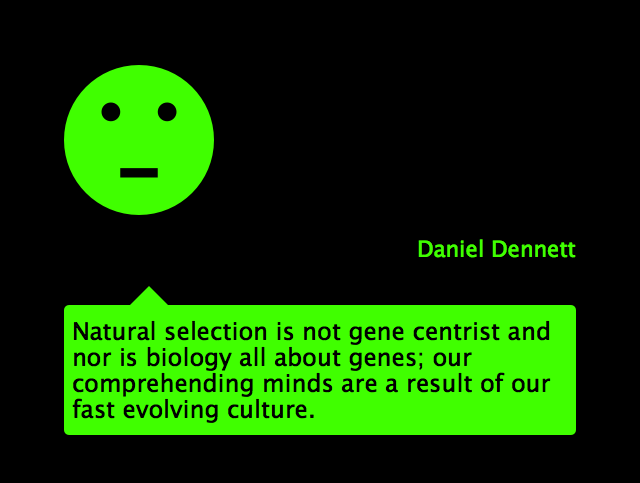 Daniel Dennett
Natural selection is not gene centrist and
nor is biology all about genes; our
comprehending minds are a result of our
fast evolving culture.